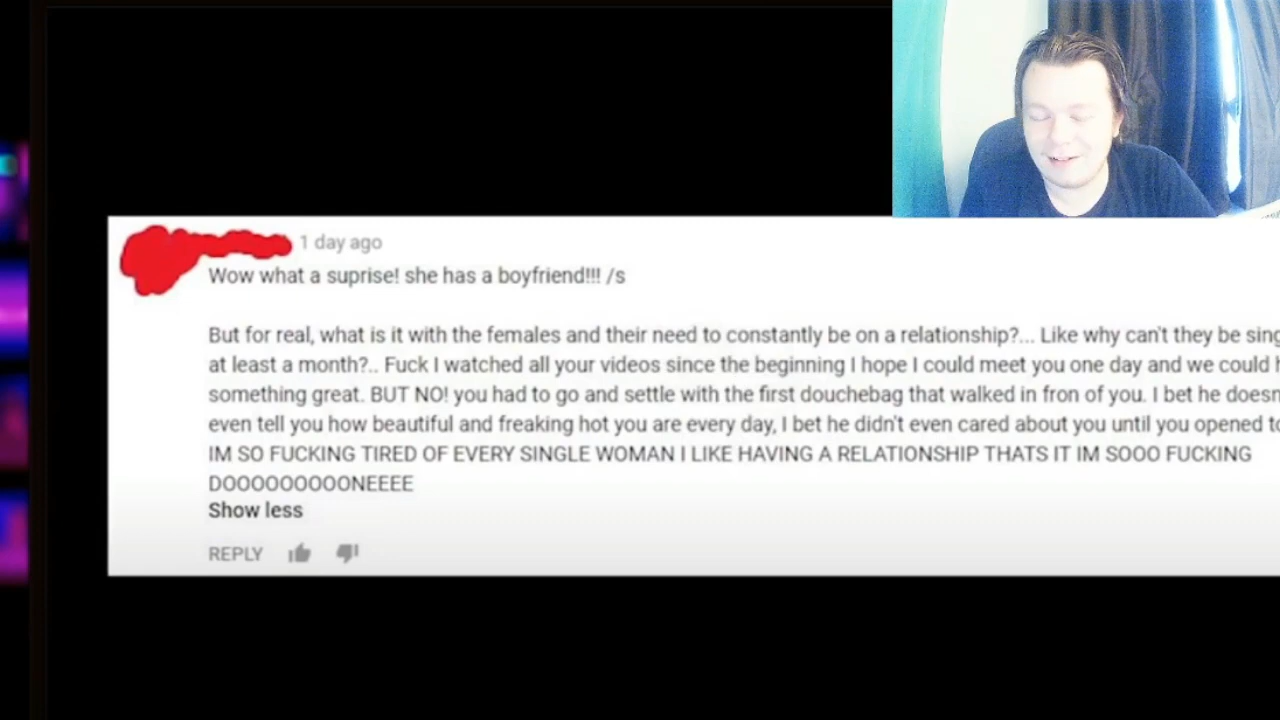 1 day ago
Wow what a suprise! she has a boyfriend!!! /s
But for real, what is it with the females and their need to constantly be on a relationship?... Like why can't they be sing
at least a month?.. Fuck I watched all your videos since the beginning I hope I could meet you one day and we could h
something great. BUT NO! you had to go and settle with the first douchebag that walked in fron of you. I bet he doesn
even tell you how beautiful and freaking hot you are every day, I bet he didn't even cared about you until you opened to
IM SO FUCKING TIRED OF EVERY SINGLE WOMAN I LIKE HAVING A RELATIONSHIP THATS IT IM SOOO FUCKING
DOOOOOOOOOONEEEE
Show less
REPLY